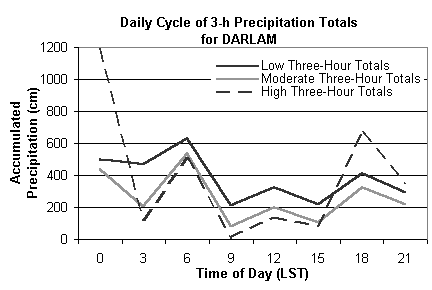 Daily Cycle of 3-h Precipitation Totals
for DARLAM
Accumulated
Precipitation (cm)
1200
1000
800
600
400
200
0
Low Three-Hour Totals
Moderate Three-Hour Totals
High Three-Hour Totals
0 3 6 9 12 15 18 21
Time of Day (LST)